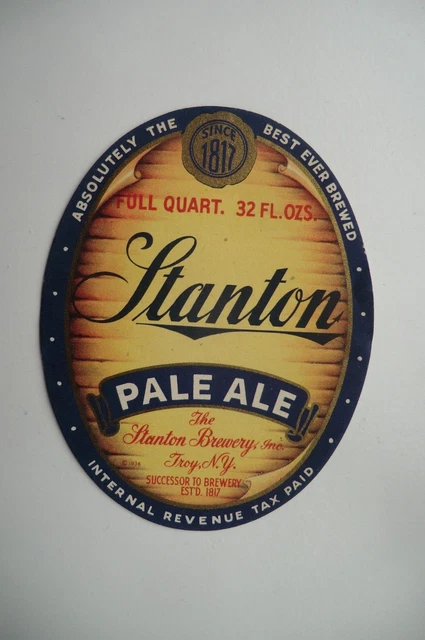 ABSOLUTELY THE BEST EVER BREWED
SINCE
1817
FULL QUART. 32 FL.OZS.
Stanton
PALE ALE
The
Stanton Brewery, Inc.
Troy, N.Y.
SUCCESSOR TO BREWERY
EST'D. 1817
INTERNAL REVENUE TAX PAID